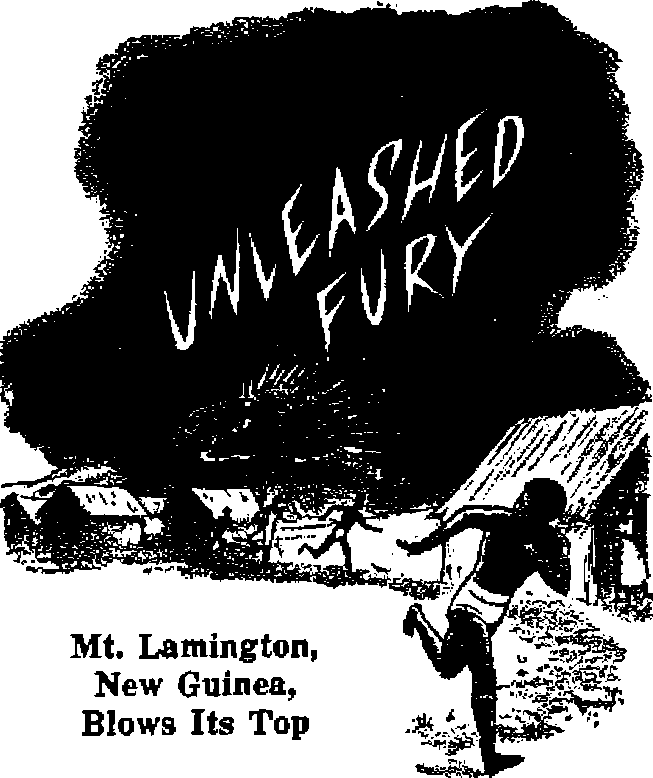 UNLEASHED
FURY
Mt. Lamington,
New Guinea,
Blows Its Top